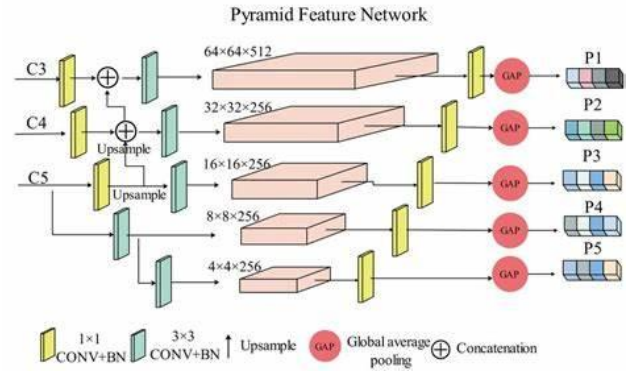 Pyramid Feature Network
64×64×512
C3
GAP
P1
32×32×256
C4
GAP
P2
Upsample
16×16×256
C5
Upsample
GAP
P3
8×8×256
GAP
P4
4×4×256
GAP
P5
1×1
CONV+BN
3×3
CONV+BN
Upsample
GAP
Global average
pooling
Concatenation